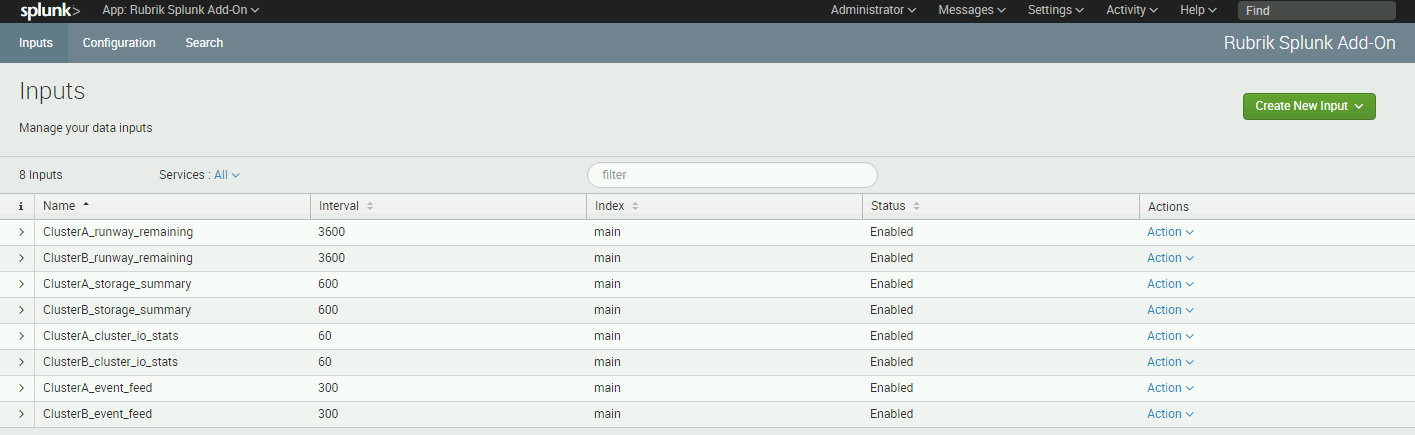 splunk> App: Rubrik Splunk Add-On Administrator Messages Settings Activity Help Find
Inputs Configuration Search Rubrik Splunk Add-On
Inputs
Create New Input
Manage your data inputs
8 Inputs Services : All filter
i Name Interval Index Status Actions
> ClusterA_runway_remaining 3600 main Enabled Action
> ClusterB_runway_remaining 3600 main Enabled Action
> ClusterA_storage_summary 600 main Enabled Action
> ClusterB_storage_summary 600 main Enabled Action
> ClusterA_cluster_io_stats 60 main Enabled Action
> ClusterB_cluster_io_stats 60 main Enabled Action
> ClusterA_event_feed 300 main Enabled Action
> ClusterB_event_feed 300 main Enabled Action